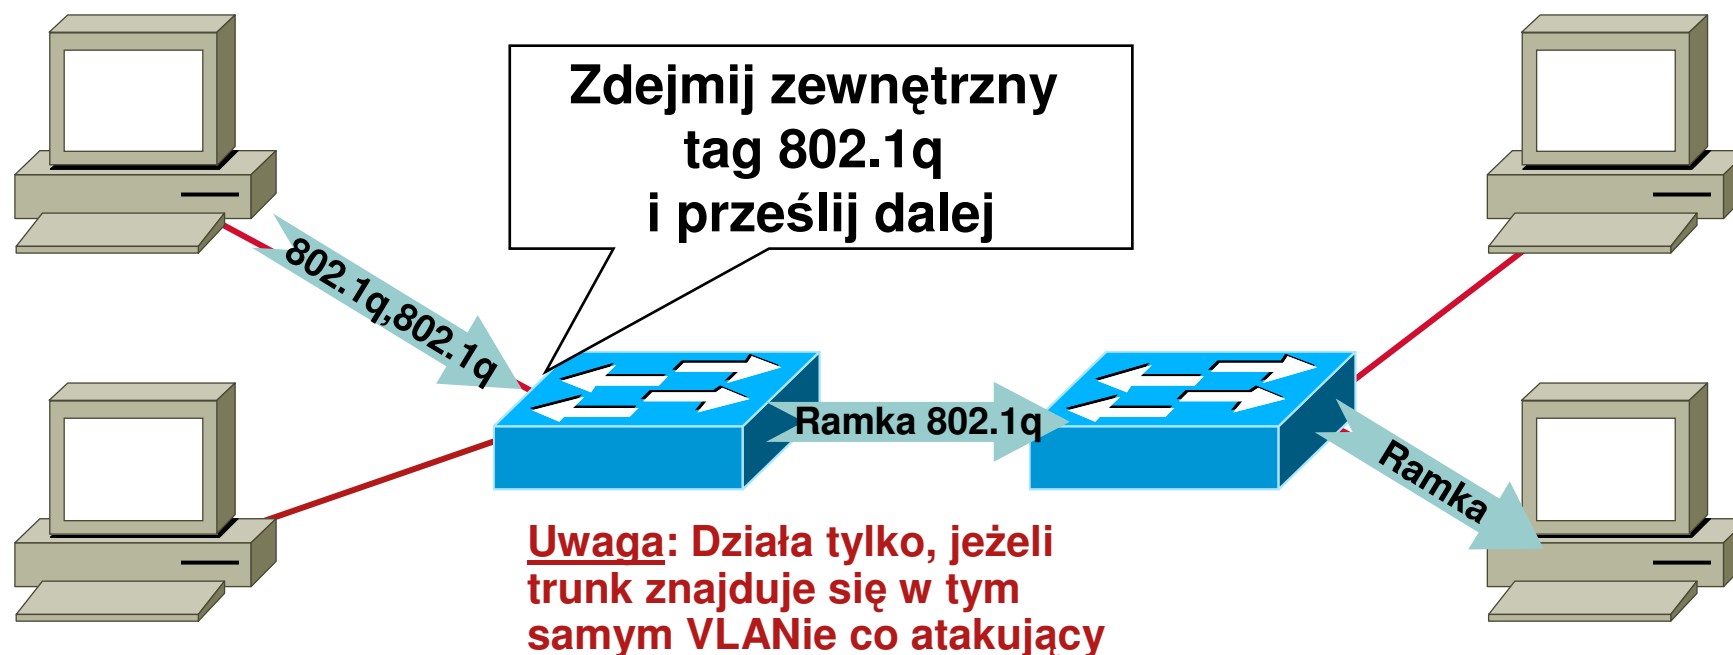 Zdejmij zewnętrzny
tag 802.1q
i prześlij dalej
802.1q,802.1q
Ramka 802.1q
Ramka
Uwaga: Działa tylko, jeżeli
trunk znajduje się w tym
samym VLANie co atakujący